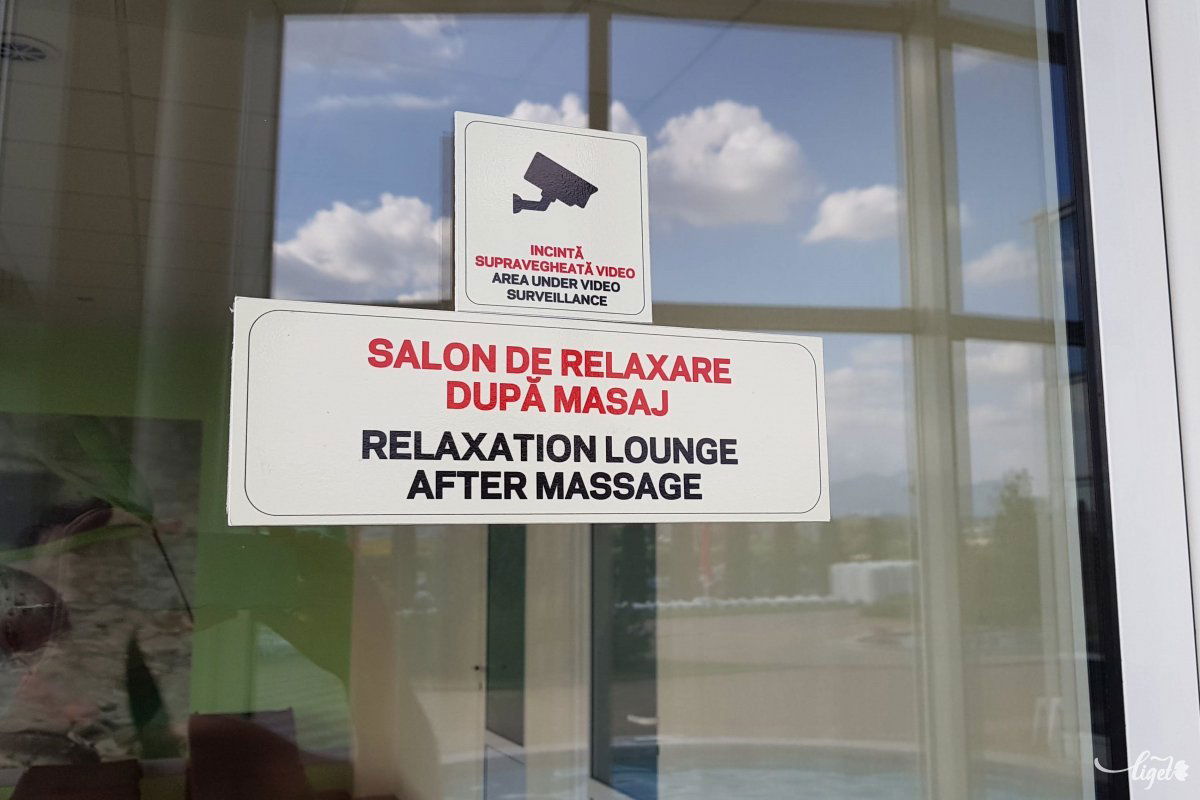 INCINTĂ
SUPRAVEGHEATĂ VIDEO
AREA UNDER VIDEO
SURVEILLANCE
SALON DE RELAXARE
DUPĂ MASAJ
RELAXATION LOUNGE
AFTER MASSAGE
liget